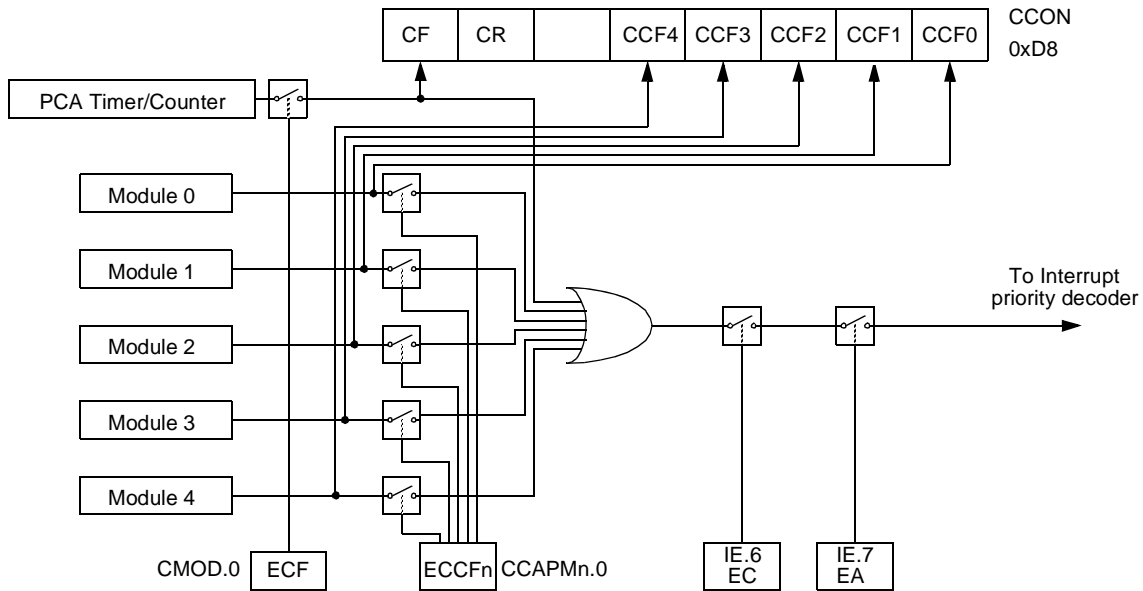 CF CR CCF4 CCF3 CCF2 CCF1 CCF0
CCON
0xD8
PCA Timer/Counter
Module 0
Module 1
Module 2
Module 3
Module 4
To Interrupt
priority decoder
CMOD.0
ECF
ECCFn
CCAPMn.0
IE.6
EC
IE.7
EA